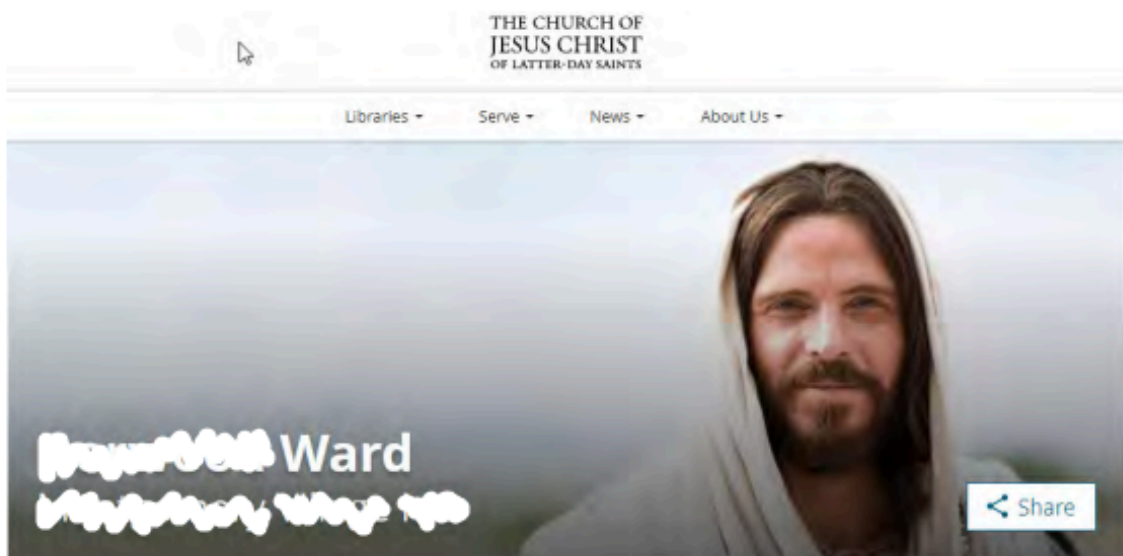 THE CHURCH OF
JESUS CHRIST
OF LATTER-DAY SAINTS
Libraries
Serve
News
About Us
Ward
Share